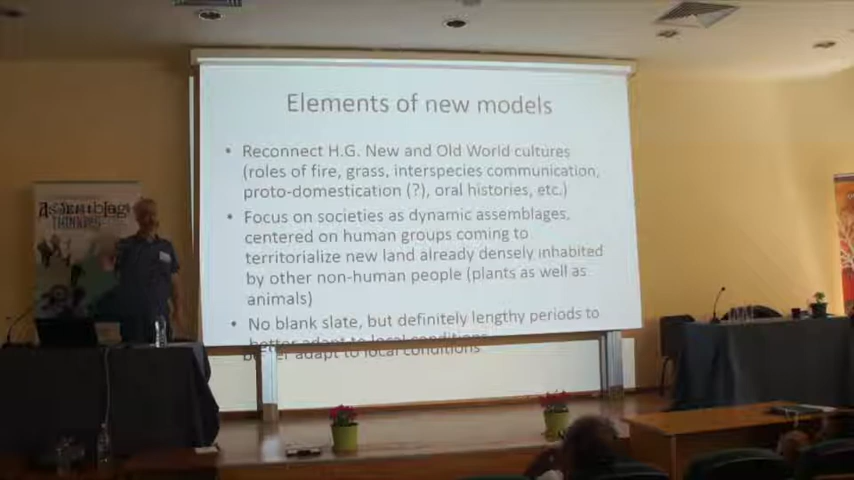 Elements of new models
• Reconnect H.G. New and Old World cultures
(roles of fire, grass, interspecies communication,
proto-domestication (?), oral histories, etc.)
• Focus on societies as dynamic assemblages,
centered on human groups coming to
territorialize new land already densely inhabited
by other non-human people (plants as well as
animals)
• No blank slate, but definitely lengthy periods to
better adapt to local conditions